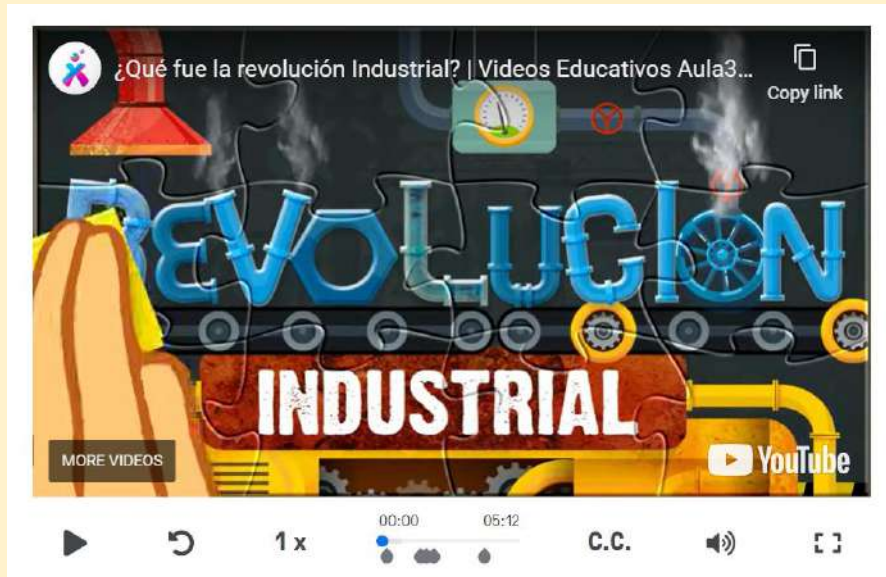 ¿Qué fue la revolución Industrial? | Videos Educativos Aula3...
Copy link
REVOLUCIÓN
INDUSTRIAL
MORE VIDEOS
YouTube
00:00 05:12
1 x
C.C.